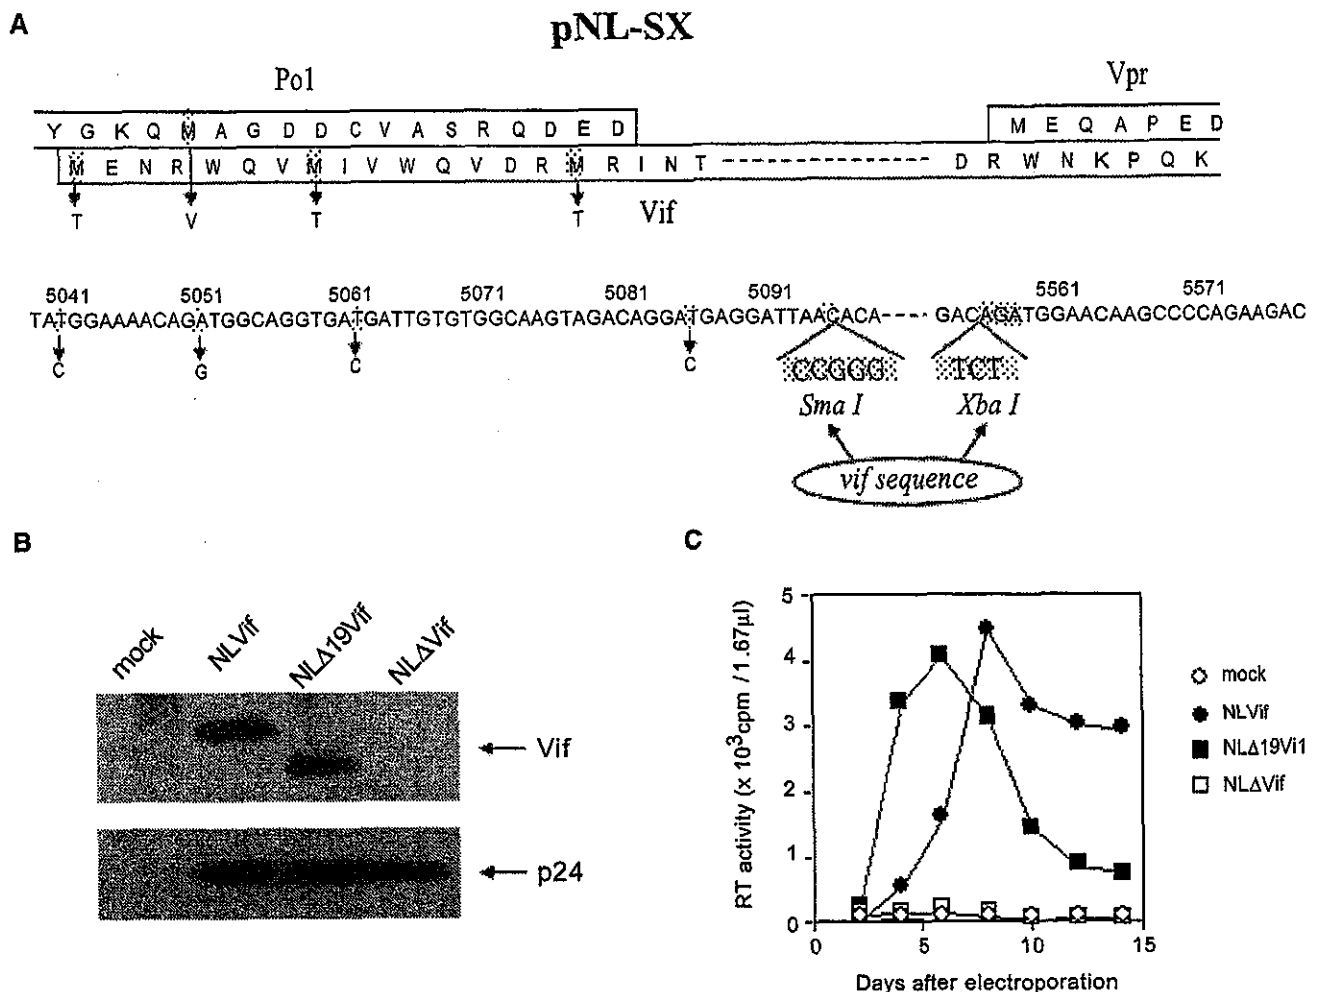 A
pNL-SX
Pol
Vpr
Y G K Q M A G D D C V A S R Q D E D
M E Q A P E D
M E N R W Q V M I V W Q V D R M R I N T ---------------- D R W N K P Q K
T V T T
Vif
5041 5051 5061 5071 5081 5091 5561 5571
TATGGAAAACAGATGGCAGGTGATGATTGTGTGGCAAGTAGACAGGATGAGGATTAACACA---- GACAGATGGAACAAGCCCCAGAAGAC
C G C C
CCGGG TCT
Sma I Xba I
vif sequence
B
mock NLVif NLΔ19Vif NLΔVif
Vif
p24
C
RT activity (x 10³cpm / 1.67µl)
5
4
3
2
1
0
0 5 10 15
Days after electroporation
mock
NLVif
NLΔ19Vi1
NLΔVif